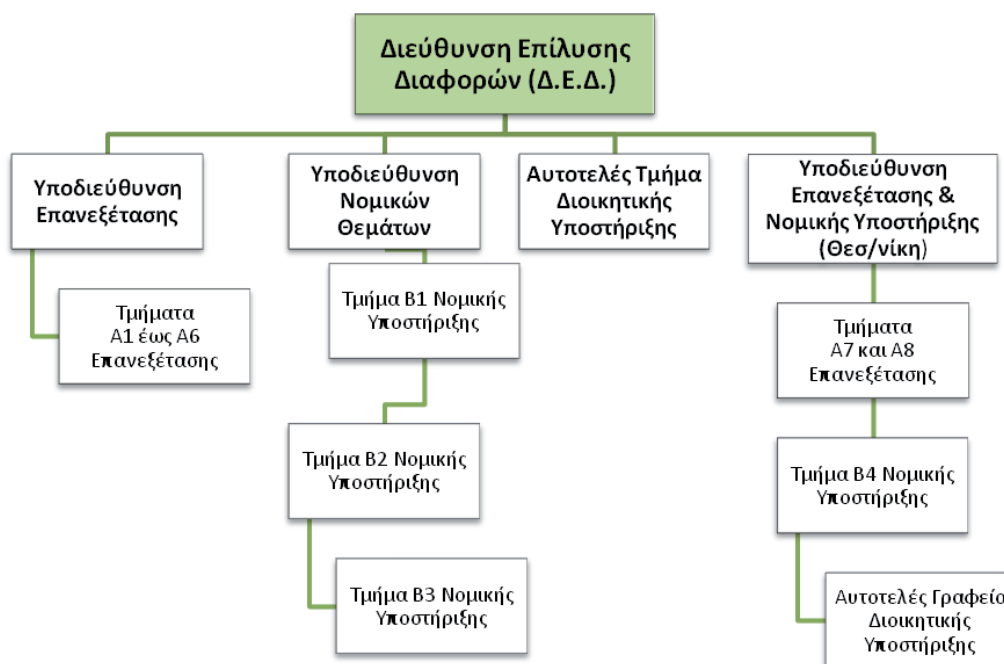 Διεύθυνση Επίλυσης
Διαφορών (Δ.Ε.Δ.)
Υποδιεύθυνση
Επανεξέτασης
Τμήματα
Α1 έως Α6
Επανεξέτασης
Υποδιεύθυνση
Νομικών
Θεμάτων
Τμήμα Β1 Νομικής
Υποστήριξης
Τμήμα Β2 Νομικής
Υποστήριξης
Τμήμα Β3 Νομικής
Υποστήριξης
Αυτοτελές Τμήμα
Διοικητικής
Υποστήριξης
Υποδιεύθυνση
Επανεξέτασης &
Νομικής Υποστήριξης
(Θεσ/νίκη)
Τμήματα
Α7 και Α8
Επανεξέτασης
Τμήμα Β4 Νομικής
Υποστήριξης
Αυτοτελές Γραφείο
Διοικητικής
Υποστήριξης